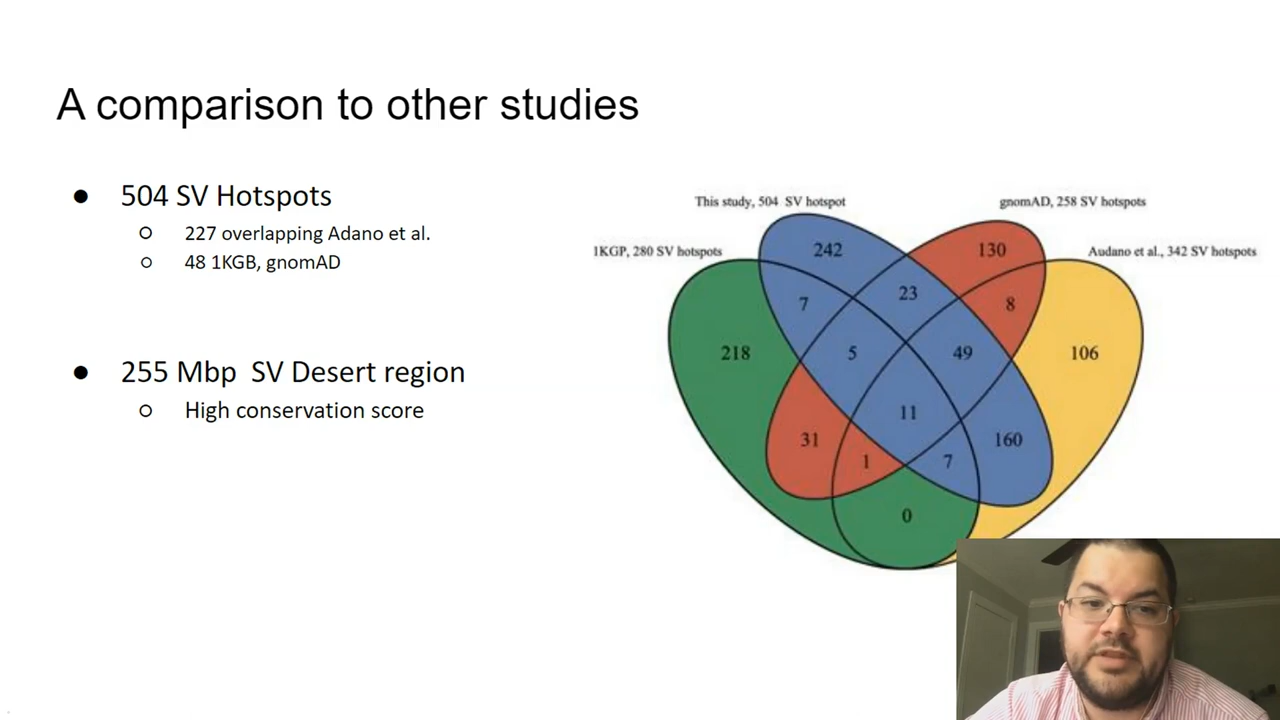 A comparison to other studies
● 504 SV Hotspots
○ 227 overlapping Adano et al.
○ 48 1KGB, gnomAD
● 255 Mbp SV Desert region
○ High conservation score
This study, 504 SV hotspot
gnomAD, 258 SV hotspots
1KGP, 280 SV hotspots
Audano et al., 342 SV hotspots
242
130
23
7
8
218
5
49
106
11
31
160
1
7
0